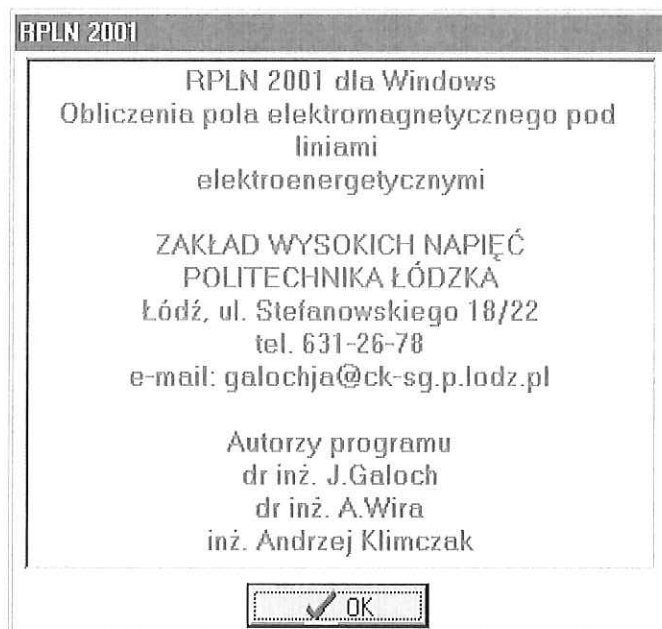 RPLN 2001
RPLN 2001 dla Windows
Obliczenia pola elektromagnetycznego pod
liniami
elektroenergetycznymi
ZAKŁAD WYSOKICH NAPIĘĆ
POLITECHNIKA ŁÓDZKA
Łódź, ul. Stefanowskiego 18/22
tel. 631-26-78
e-mail: galochja@ck-sg.p.lodz.pl
Autorzy programu
dr inż. J.Galoch
dr inż. A.Wira
inż. Andrzej Klimczak
OK